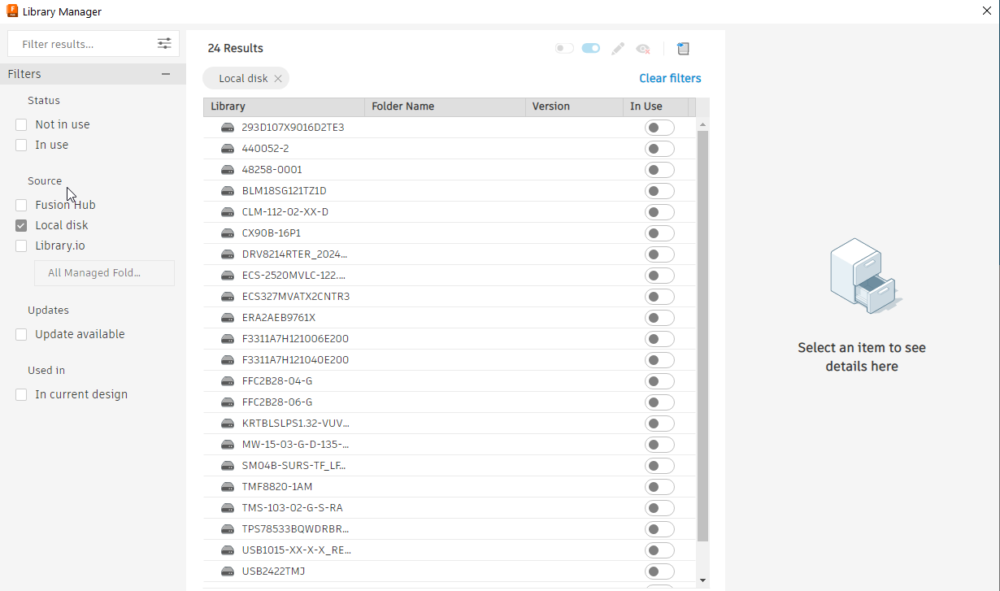 Library Manager
Filter results...
Filters
Status
Not in use
In use
Source
Fusion Hub
Local disk
Library.io
All Managed Fold...
Updates
Update available
Used in
In current design
24 Results
Local disk
Clear filters
Library Folder Name Version In Use
293D107X9016D2TE3
440052-2
48258-0001
BLM18SG121TZ1D
CLM-112-02-XX-D
CX90B-16P1
DRV8214RTER_2024...
ECS-2520MVLC-122....
ECS327MVATX2CNTR3
ERA2AEB9761X
F3311A7H121006E200
F3311A7H121040E200
FFC2B28-04-G
FFC2B28-06-G
KRTBLSLPS1.32-VUV...
MW-15-03-G-D-135-...
SM04B-SURS-TF_LF...
TMF8820-1AM
TMS-103-02-G-S-RA
TPS78533BQWDRBR...
USB1015-XX-X-X_RE...
USB2422TMJ
Select an item to see
details here